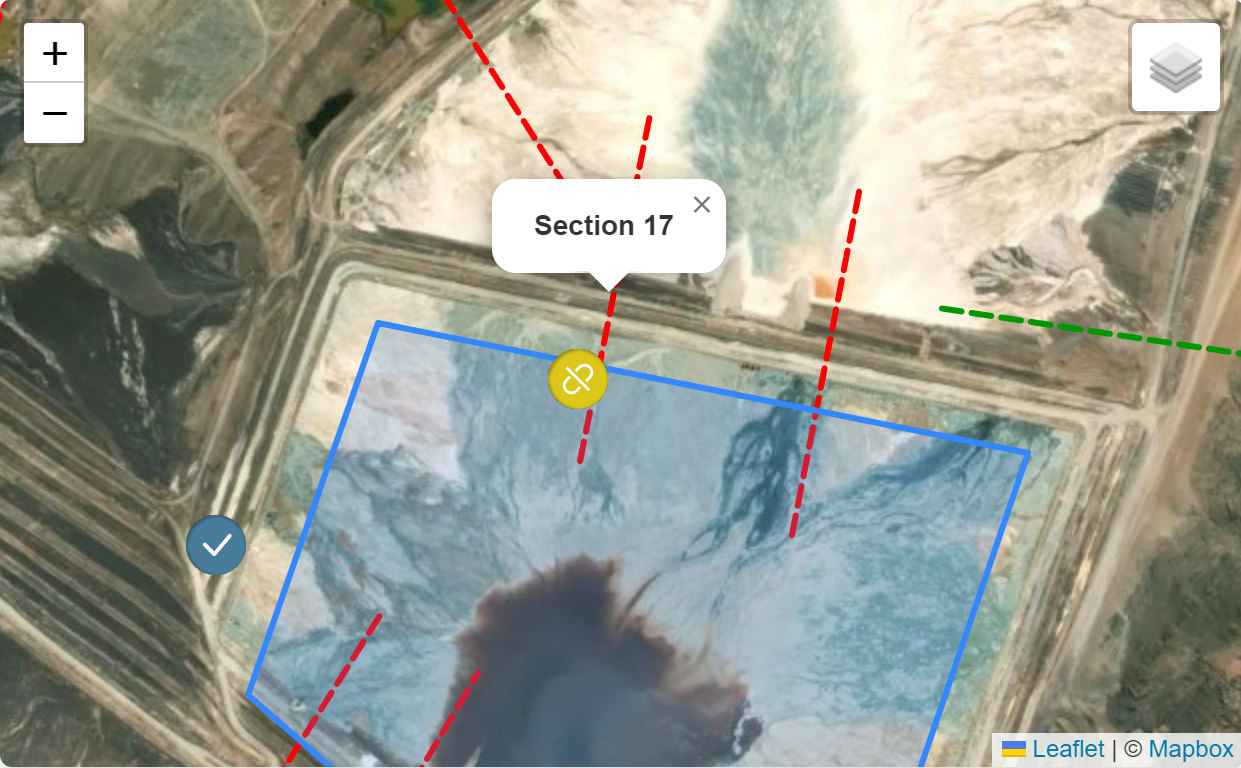 +
−
Section 17 ×
Leaflet | © Mapbox